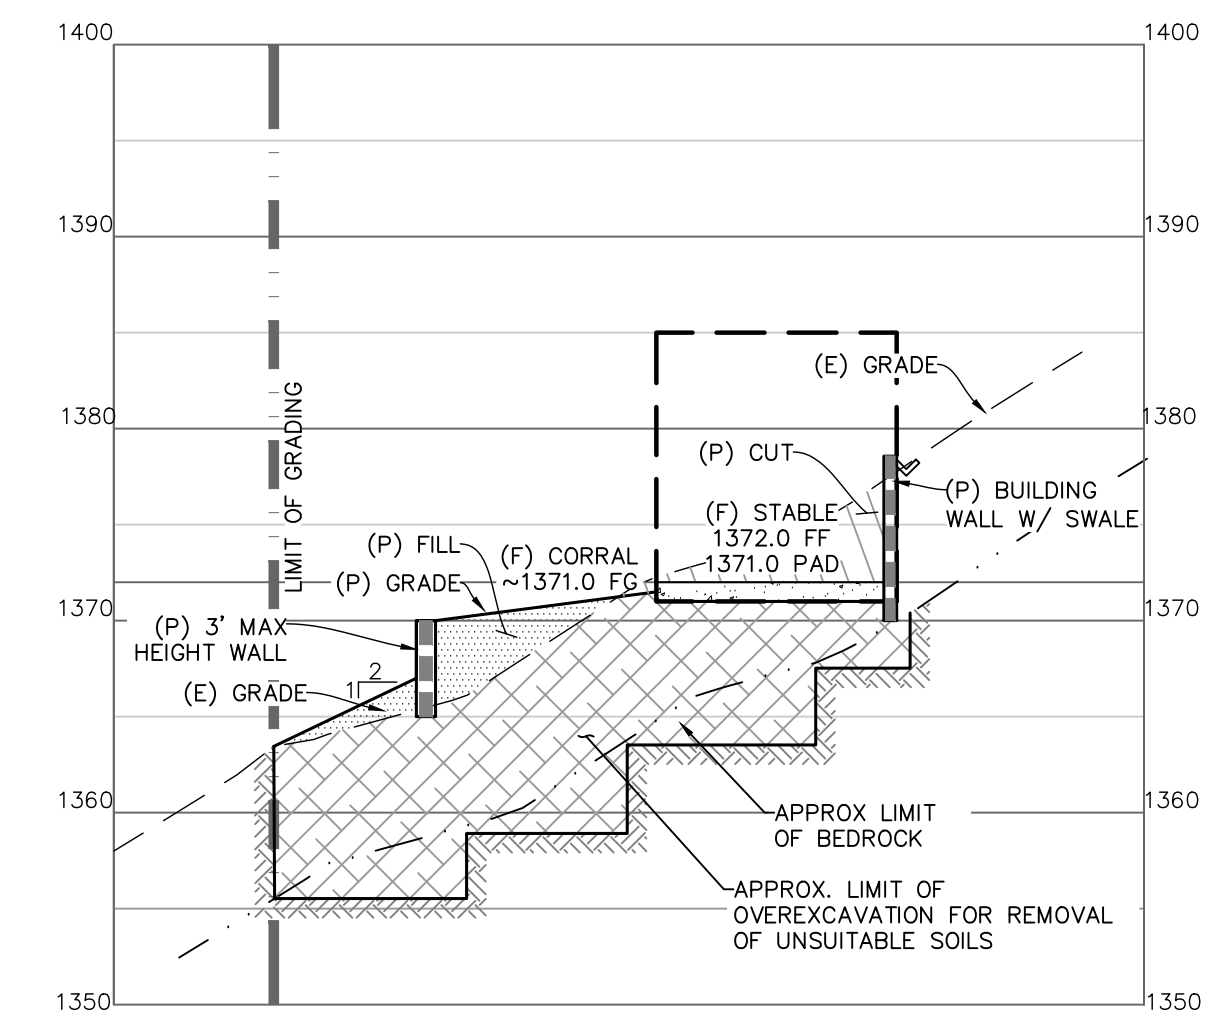 1400
1400
1390
1390
(E) GRADE
LIMIT OF GRADING
1380
1380
(P) CUT
(P) BUILDING
WALL W/ SWALE
(F) STABLE
1372.0 FF
1371.0 PAD
(P) FILL
(F) CORRAL
~1371.0 FG
(P) GRADE
1370
1370
(P) 3' MAX
HEIGHT WALL
2
1
(E) GRADE
1360
1360
APPROX LIMIT
OF BEDROCK
APPROX. LIMIT OF
OVEREXCAVATION FOR REMOVAL
OF UNSUITABLE SOILS
1350
1350